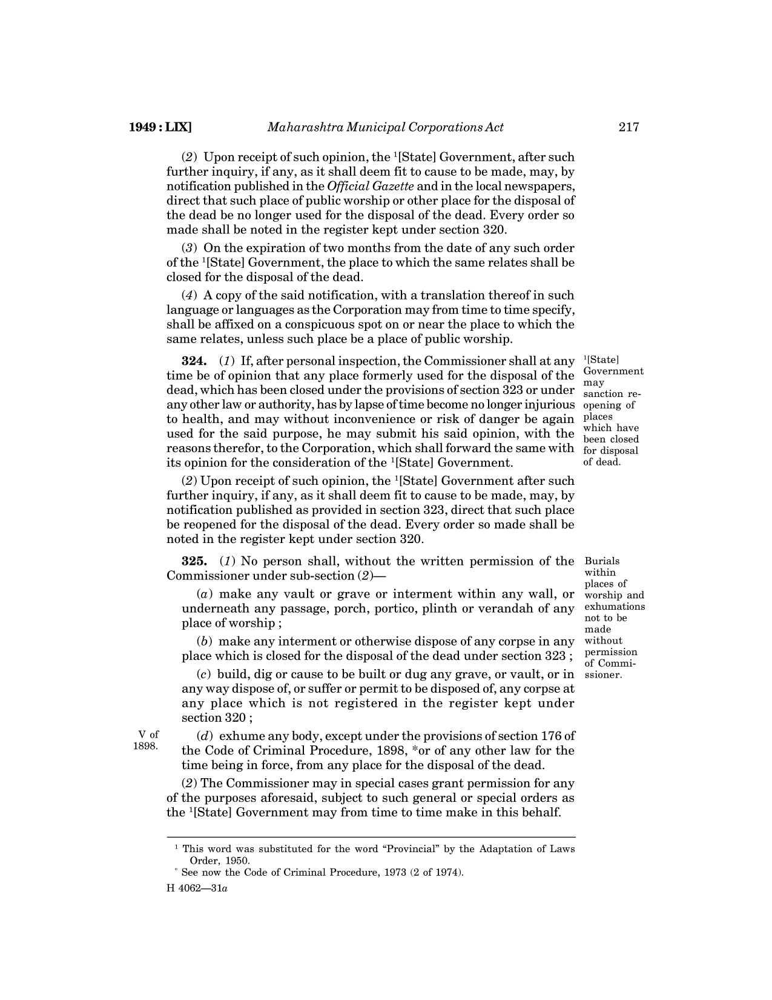 1949 : LIX] Maharashtra Municipal Corporations Act 217
(2) Upon receipt of such opinion, the ¹[State] Government, after such
further inquiry, if any, as it shall deem fit to cause to be made, may, by
notification published in the Official Gazette and in the local newspapers,
direct that such place of public worship or other place for the disposal of
the dead be no longer used for the disposal of the dead. Every order so
made shall be noted in the register kept under section 320.
(3) On the expiration of two months from the date of any such order
of the ¹[State] Government, the place to which the same relates shall be
closed for the disposal of the dead.
(4) A copy of the said notification, with a translation thereof in such
language or languages as the Corporation may from time to time specify,
shall be affixed on a conspicuous spot on or near the place to which the
same relates, unless such place be a place of public worship.
324. (1) If, after personal inspection, the Commissioner shall at any
time be of opinion that any place formerly used for the disposal of the
dead, which has been closed under the provisions of section 323 or under
any other law or authority, has by lapse of time become no longer injurious
to health, and may without inconvenience or risk of danger be again
used for the said purpose, he may submit his said opinion, with the
reasons therefor, to the Corporation, which shall forward the same with
its opinion for the consideration of the ¹[State] Government.
¹[State]
Government
may
sanction re-
opening of
places
which have
been closed
for disposal
of dead.
(2) Upon receipt of such opinion, the ¹[State] Government after such
further inquiry, if any, as it shall deem fit to cause to be made, may, by
notification published as provided in section 323, direct that such place
be reopened for the disposal of the dead. Every order so made shall be
noted in the register kept under section 320.
325. (1) No person shall, without the written permission of the
Commissioner under sub-section (2)—
Burials
within
places of
worship and
exhumations
not to be
made
without
permission
of Commi-
ssioner.
(a) make any vault or grave or interment within any wall, or
underneath any passage, porch, portico, plinth or verandah of any
place of worship ;
(b) make any interment or otherwise dispose of any corpse in any
place which is closed for the disposal of the dead under section 323 ;
(c) build, dig or cause to be built or dug any grave, or vault, or in
any way dispose of, or suffer or permit to be disposed of, any corpse at
any place which is not registered in the register kept under
section 320 ;
V of
1898.
(d) exhume any body, except under the provisions of section 176 of
the Code of Criminal Procedure, 1898, *or of any other law for the
time being in force, from any place for the disposal of the dead.
(2) The Commissioner may in special cases grant permission for any
of the purposes aforesaid, subject to such general or special orders as
the ¹[State] Government may from time to time make in this behalf.
¹ This word was substituted for the word “Provincial” by the Adaptation of Laws
Order, 1950.
* See now the Code of Criminal Procedure, 1973 (2 of 1974).
H 4062—31a